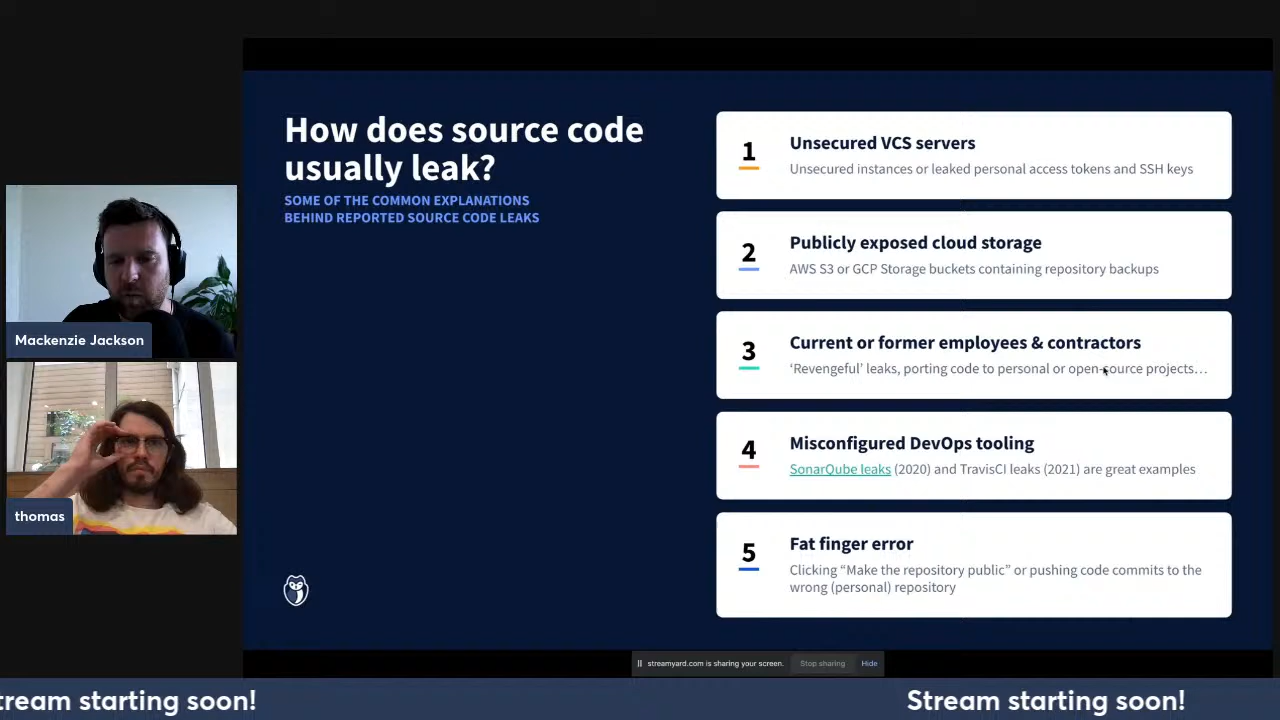 How does source code
usually leak?
SOME OF THE COMMON EXPLANATIONS
BEHIND REPORTED SOURCE CODE LEAKS
1
Unsecured VCS servers
Unsecured instances or leaked personal access tokens and SSH keys
2
Publicly exposed cloud storage
AWS S3 or GCP Storage buckets containing repository backups
3
Current or former employees & contractors
‘Revengeful’ leaks, porting code to personal or open-source projects…
4
Misconfigured DevOps tooling
SonarQube leaks (2020) and TravisCI leaks (2021) are great examples
5
Fat finger error
Clicking “Make the repository public” or pushing code commits to the
wrong (personal) repository
Mackenzie Jackson
thomas
streamyard.com is sharing your screen.
Stop sharing
Hide
tream starting soon!
Stream starting soon!